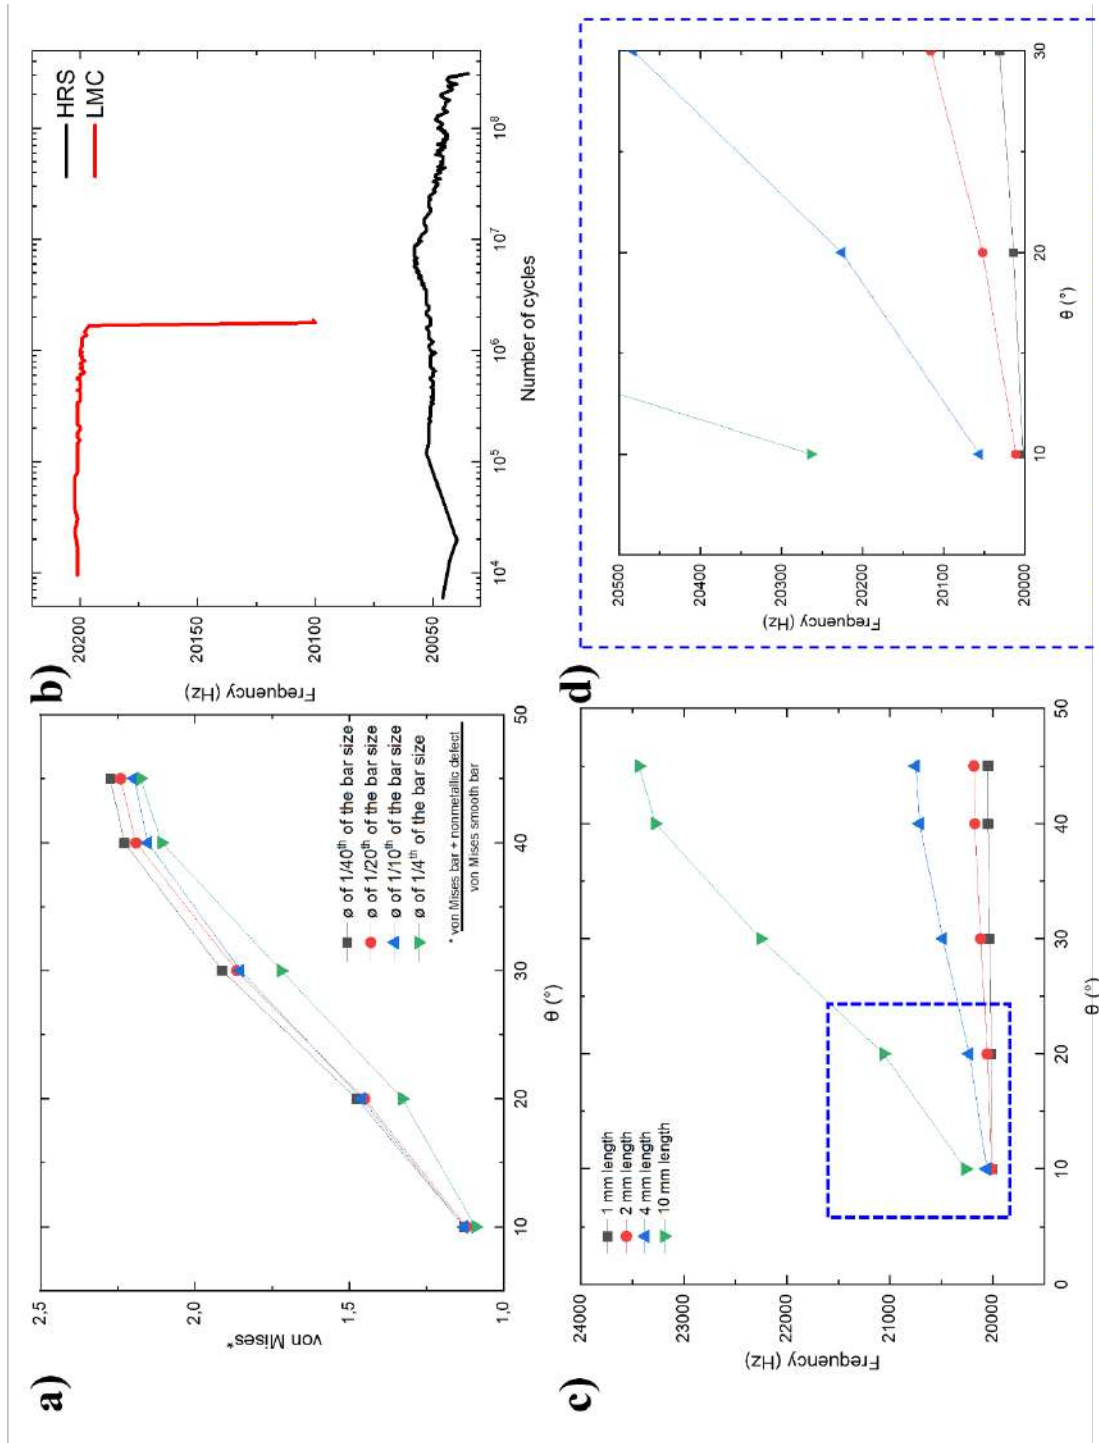 a)
von Mises*
2,5
2,0
1,5
1,0
10
20
30
40
50
θ (°)
ø of 1/40th of the bar size
ø of 1/20th of the bar size
ø of 1/10th of the bar size
ø of 1/4th of the bar size
* von Mises bar + nonmetallic defect
von Mises smooth bar
b)
Frequency (Hz)
20200
20150
20100
20050
10^4
10^5
10^6
10^7
10^8
Number of cycles
HRS
LMC
c)
Frequency (Hz)
24000
23000
22000
21000
20000
0
10
20
30
40
50
θ (°)
1 mm length
2 mm length
4 mm length
10 mm length
d)
Frequency (Hz)
20500
20400
20300
20200
20100
20000
10
20
30
θ (°)